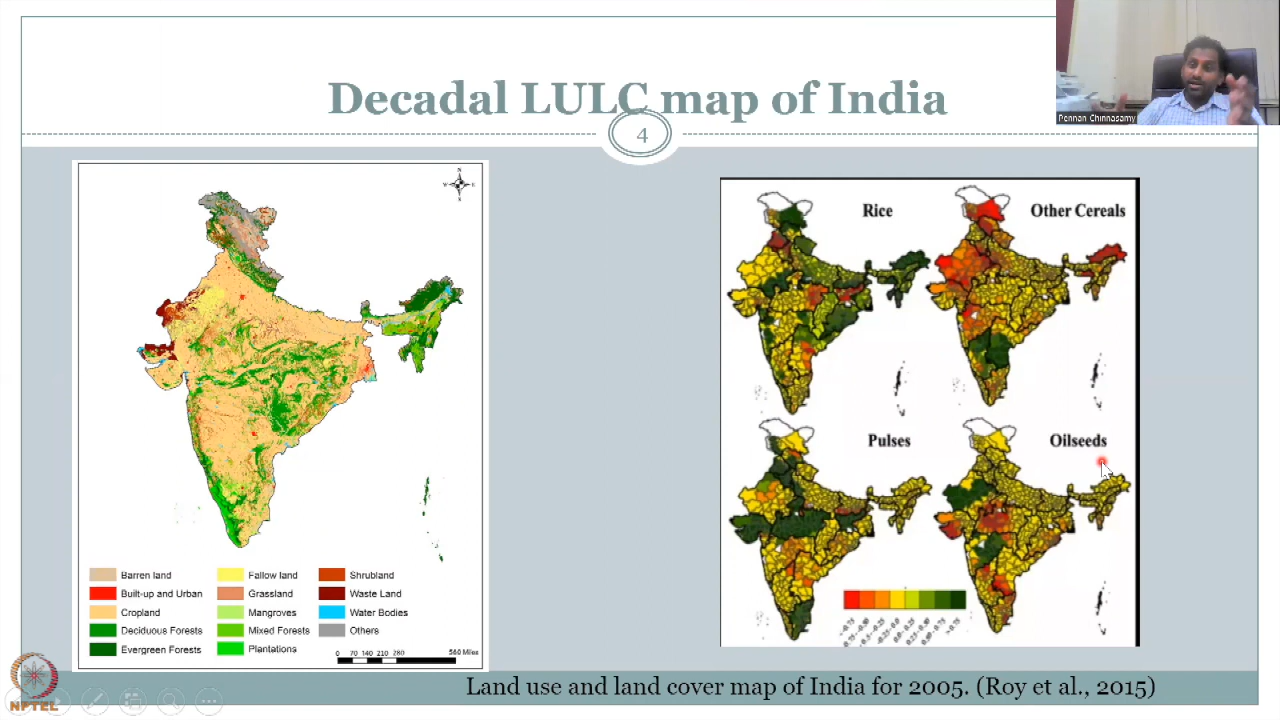 Decadal LULC map of India
4
Pennan Chinnasamy
N
W
E
S
Barren land
Built-up and Urban
Cropland
Deciduous Forests
Evergreen Forests
Fallow land
Grassland
Mangroves
Mixed Forests
Plantations
Shrubland
Waste Land
Water Bodies
Others
0 70 140 210 280 560 Miles
Rice
Other Cereals
Pulses
Oilseeds
Land use and land cover map of India for 2005. (Roy et al., 2015)
NPTEL